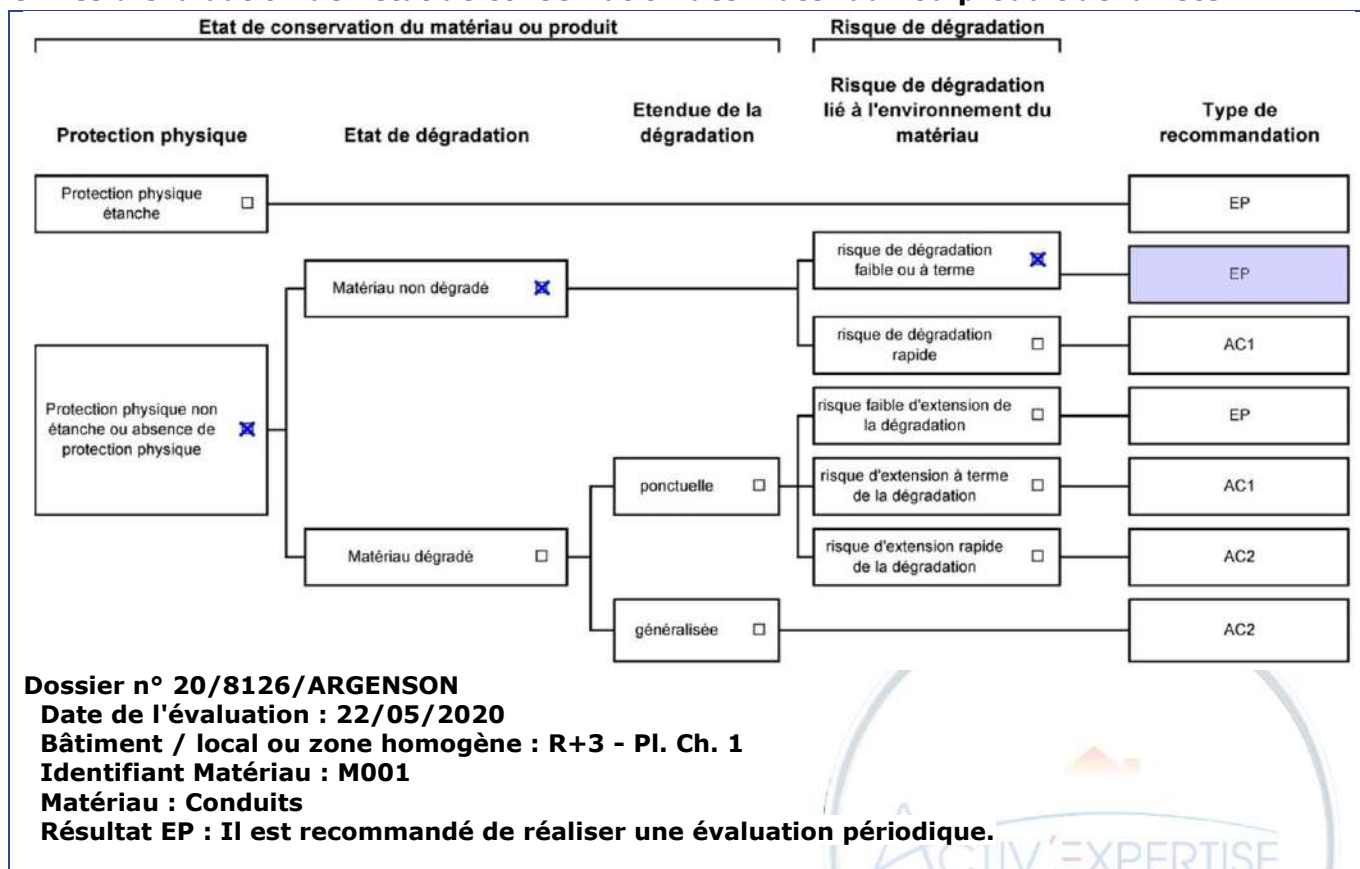 Etat de conservation du matériau ou produit
Risque de dégradation
Protection physique
Etat de dégradation
Etendue de la
dégradation
Risque de dégradation
lié à l'environnement du
matériau
Type de
recommandation
Protection physique
étanche
EP
risque de dégradation
faible ou à terme
EP
Matériau non dégradé
risque de dégradation
rapide
AC1
Protection physique non
étanche ou absence de
protection physique
risque faible d'extension de
la dégradation
EP
ponctuelle
risque d'extension à terme
de la dégradation
AC1
Matériau dégradé
risque d'extension rapide
de la dégradation
AC2
généralisée
AC2
Dossier n° 20/8126/ARGENSON
Date de l'évaluation : 22/05/2020
Bâtiment / local ou zone homogène : R+3 - Pl. Ch. 1
Identifiant Matériau : M001
Matériau : Conduits
Résultat EP : Il est recommandé de réaliser une évaluation périodique.
ACTIV'EXPERTISE